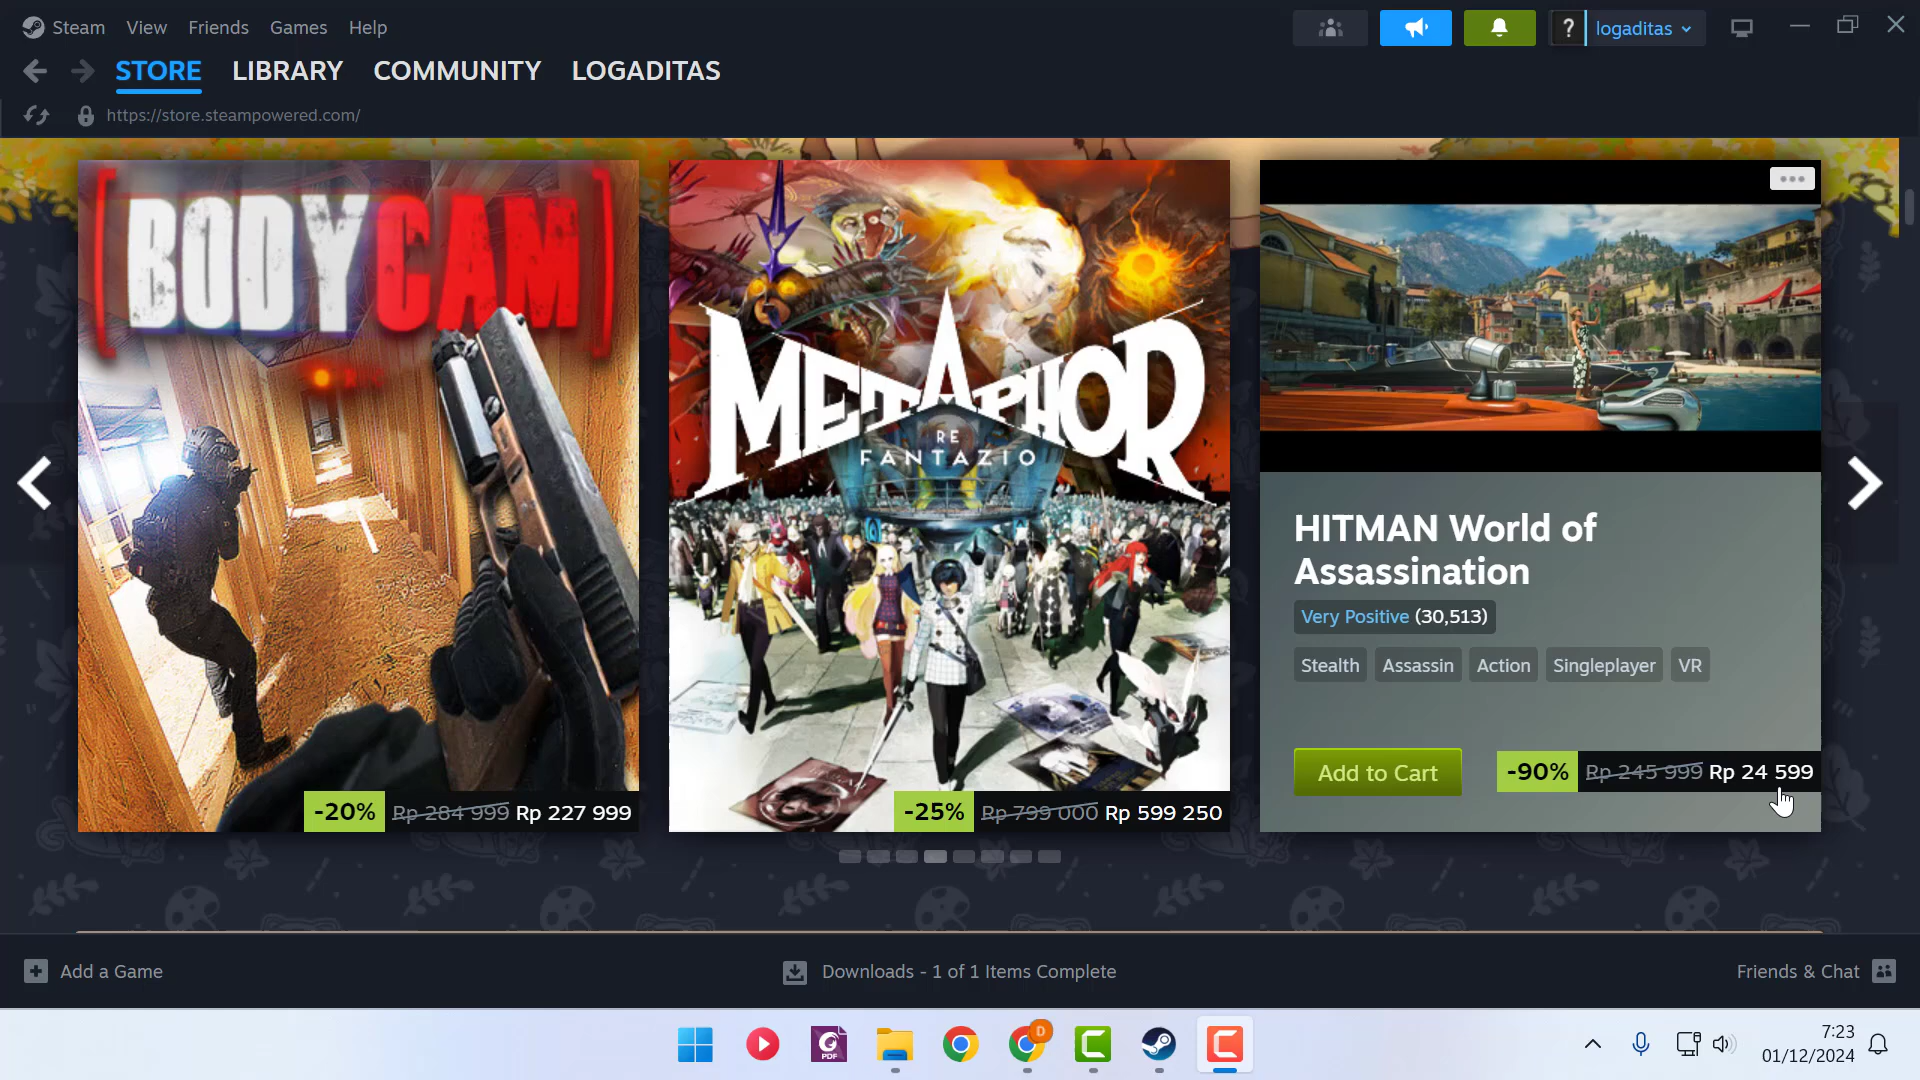 Steam View Friends Games Help
? logaditas
STORE LIBRARY COMMUNITY LOGADITAS
https://store.steampowered.com/
[BODYCAM]
METAPHOR
RE
FANTAZIO
HITMAN World of
Assassination
Very Positive (30,513)
Stealth Assassin Action Singleplayer VR
Add to Cart -90% Rp 245 999 Rp 24 599
-20% Rp 284 999 Rp 227 999
-25% Rp 799 000 Rp 599 250
Add a Game Downloads - 1 of 1 Items Complete Friends & Chat
D
PDF
7:23
01/12/2024